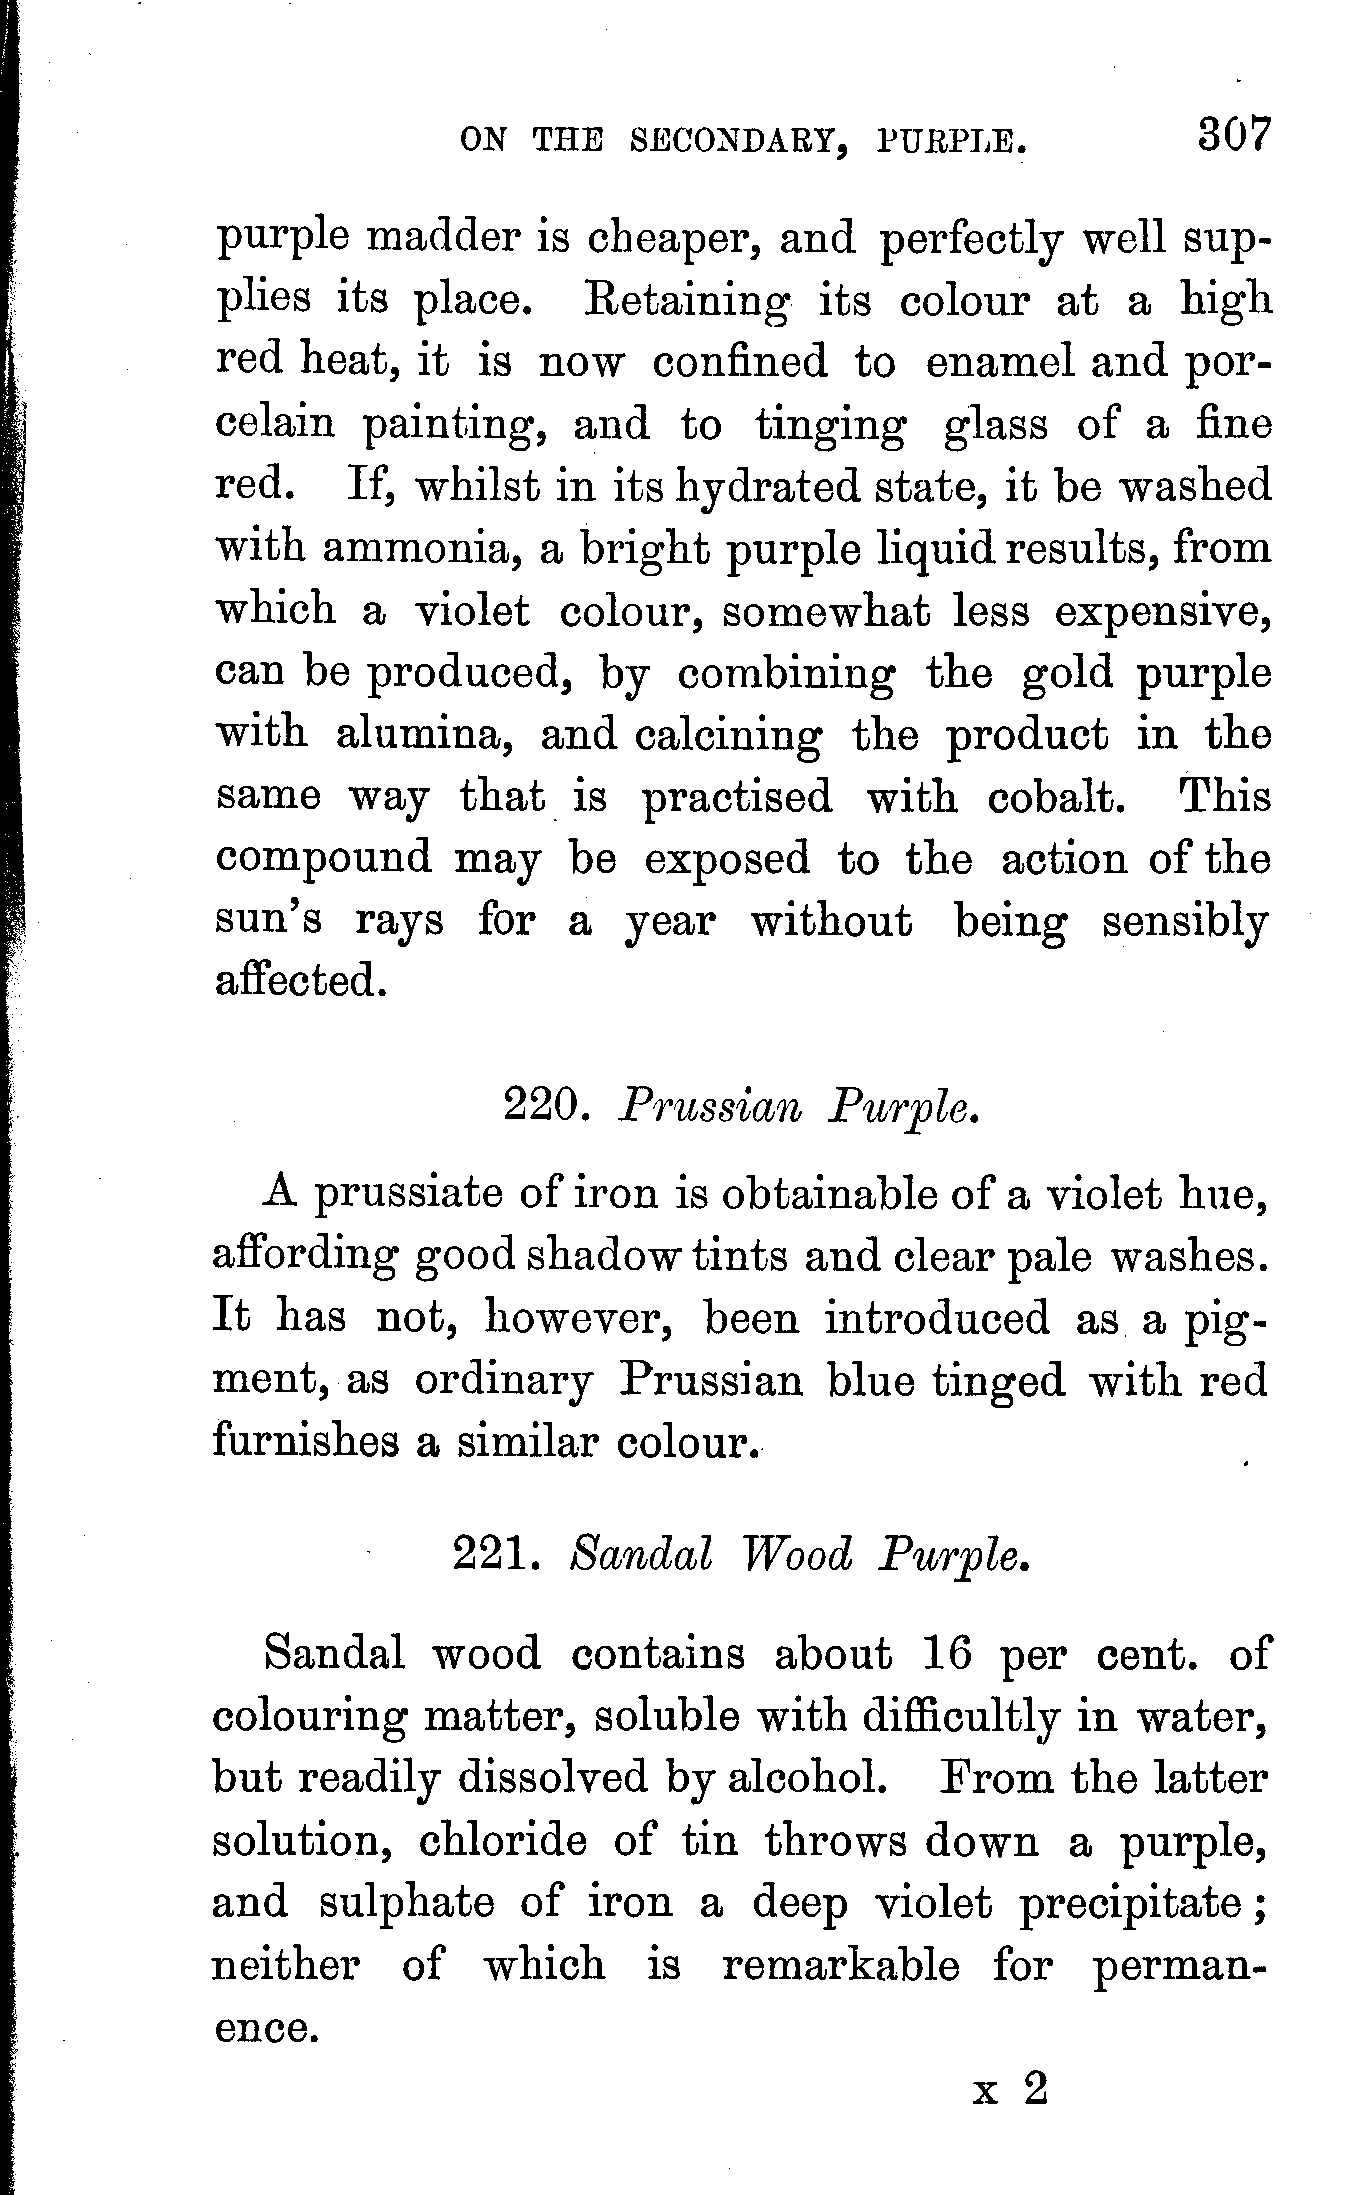 ON THE SECONDARY, PURPLE. 307
purple madder is cheaper, and perfectly well sup-
plies its place. Retaining its colour at a high
red heat, it is now confined to enamel and por-
celain painting, and to tinging glass of a fine
red. If, whilst in its hydrated state, it be washed
with ammonia, a bright purple liquid results, from
which a violet colour, somewhat less expensive,
can be produced, by combining the gold purple
with alumina, and calcining the product in the
same way that is practised with cobalt. This
compound may be exposed to the action of the
sun's rays for a year without being sensibly
affected.
220. Prussian Purple.
A prussiate of iron is obtainable of a violet hue,
affording good shadow tints and clear pale washes.
It has not, however, been introduced as a pig-
ment, as ordinary Prussian blue tinged with red
furnishes a similar colour.
221. Sandal Wood Purple.
Sandal wood contains about 16 per cent. of
colouring matter, soluble with difficultly in water,
but readily dissolved by alcohol. From the latter
solution, chloride of tin throws down a purple,
and sulphate of iron a deep violet precipitate;
neither of which is remarkable for perman-
ence.
x 2